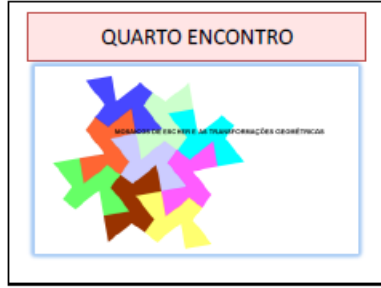 QUARTO ENCONTRO
MOSAICOS DE ESCHER E AS TRANSFORMAÇÕES GEOMÉTRICAS